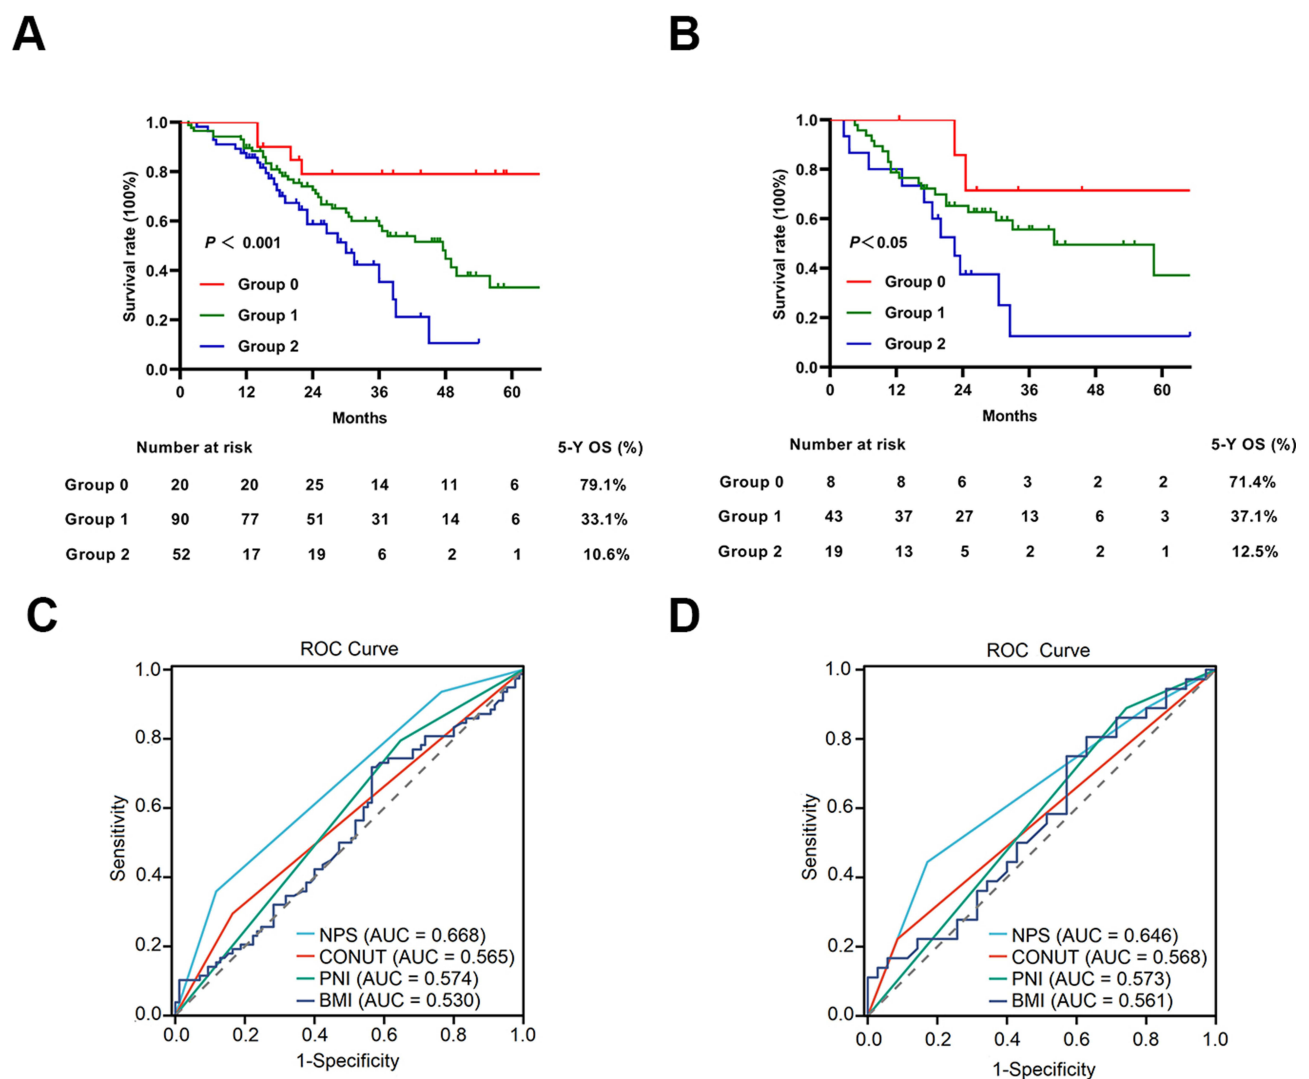 A
B
1.0
0.8
0.6
0.4
0.2
0.0
Survival rate (100%)
P < 0.001
Group 0
Group 1
Group 2
0 12 24 36 48 60
Months
Number at risk 5-Y OS (%)
Group 0 20 20 25 14 11 6 79.1%
Group 1 90 77 51 31 14 6 33.1%
Group 2 52 17 19 6 2 1 10.6%
1.0
0.8
0.6
0.4
0.2
0.0
Survival rate (100%)
P<0.05
Group 0
Group 1
Group 2
0 12 24 36 48 60
Months
Number at risk 5-Y OS (%)
Group 0 8 8 6 3 2 2 71.4%
Group 1 43 37 27 13 6 3 37.1%
Group 2 19 13 5 2 2 1 12.5%
C
ROC Curve
1.0
0.8
0.6
0.4
0.2
0.0
Sensitivity
NPS (AUC = 0.668)
CONUT (AUC = 0.565)
PNI (AUC = 0.574)
BMI (AUC = 0.530)
0.0 0.2 0.4 0.6 0.8 1.0
1-Specificity
D
ROC Curve
1.0
0.8
0.6
0.4
0.2
0.0
Sensitivity
NPS (AUC = 0.646)
CONUT (AUC = 0.568)
PNI (AUC = 0.573)
BMI (AUC = 0.561)
0.0 0.2 0.4 0.6 0.8 1.0
1-Specificity